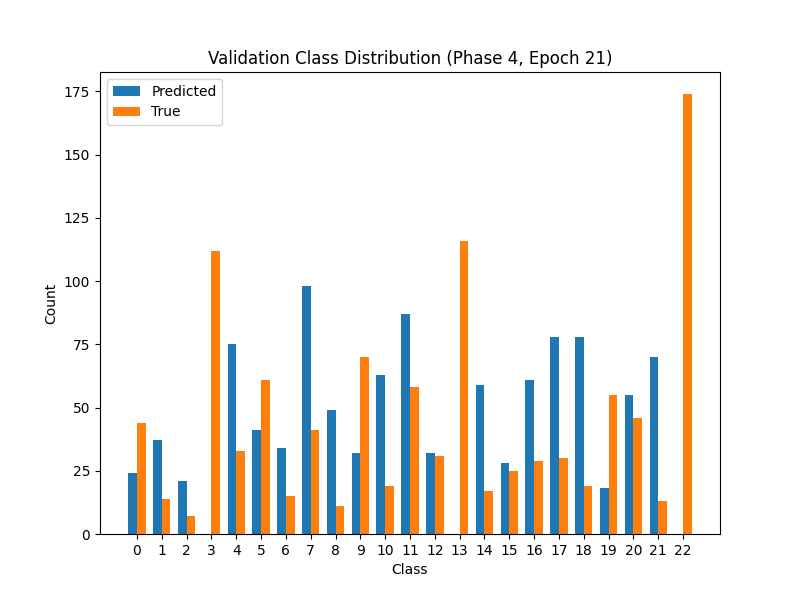 Validation Class Distribution (Phase 4, Epoch 21)
Predicted
True
175
150
125
100
75
50
25
0
Count
0 1 2 3 4 5 6 7 8 9 10 11 12 13 14 15 16 17 18 19 20 21 22
Class